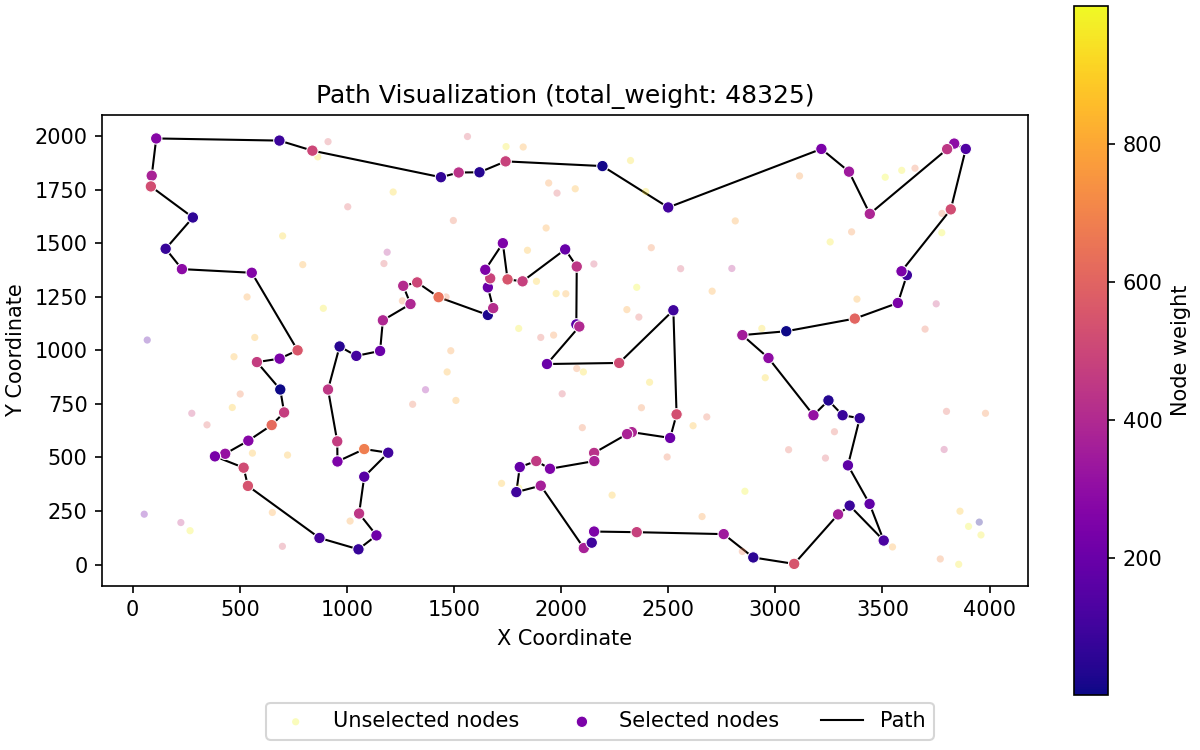 Path Visualization (total_weight: 48325)
2000
1750
1500
1250
1000
750
500
250
0
Y Coordinate
0 500 1000 1500 2000 2500 3000 3500 4000
X Coordinate
800
600
400
200
Node weight
Unselected nodes Selected nodes Path